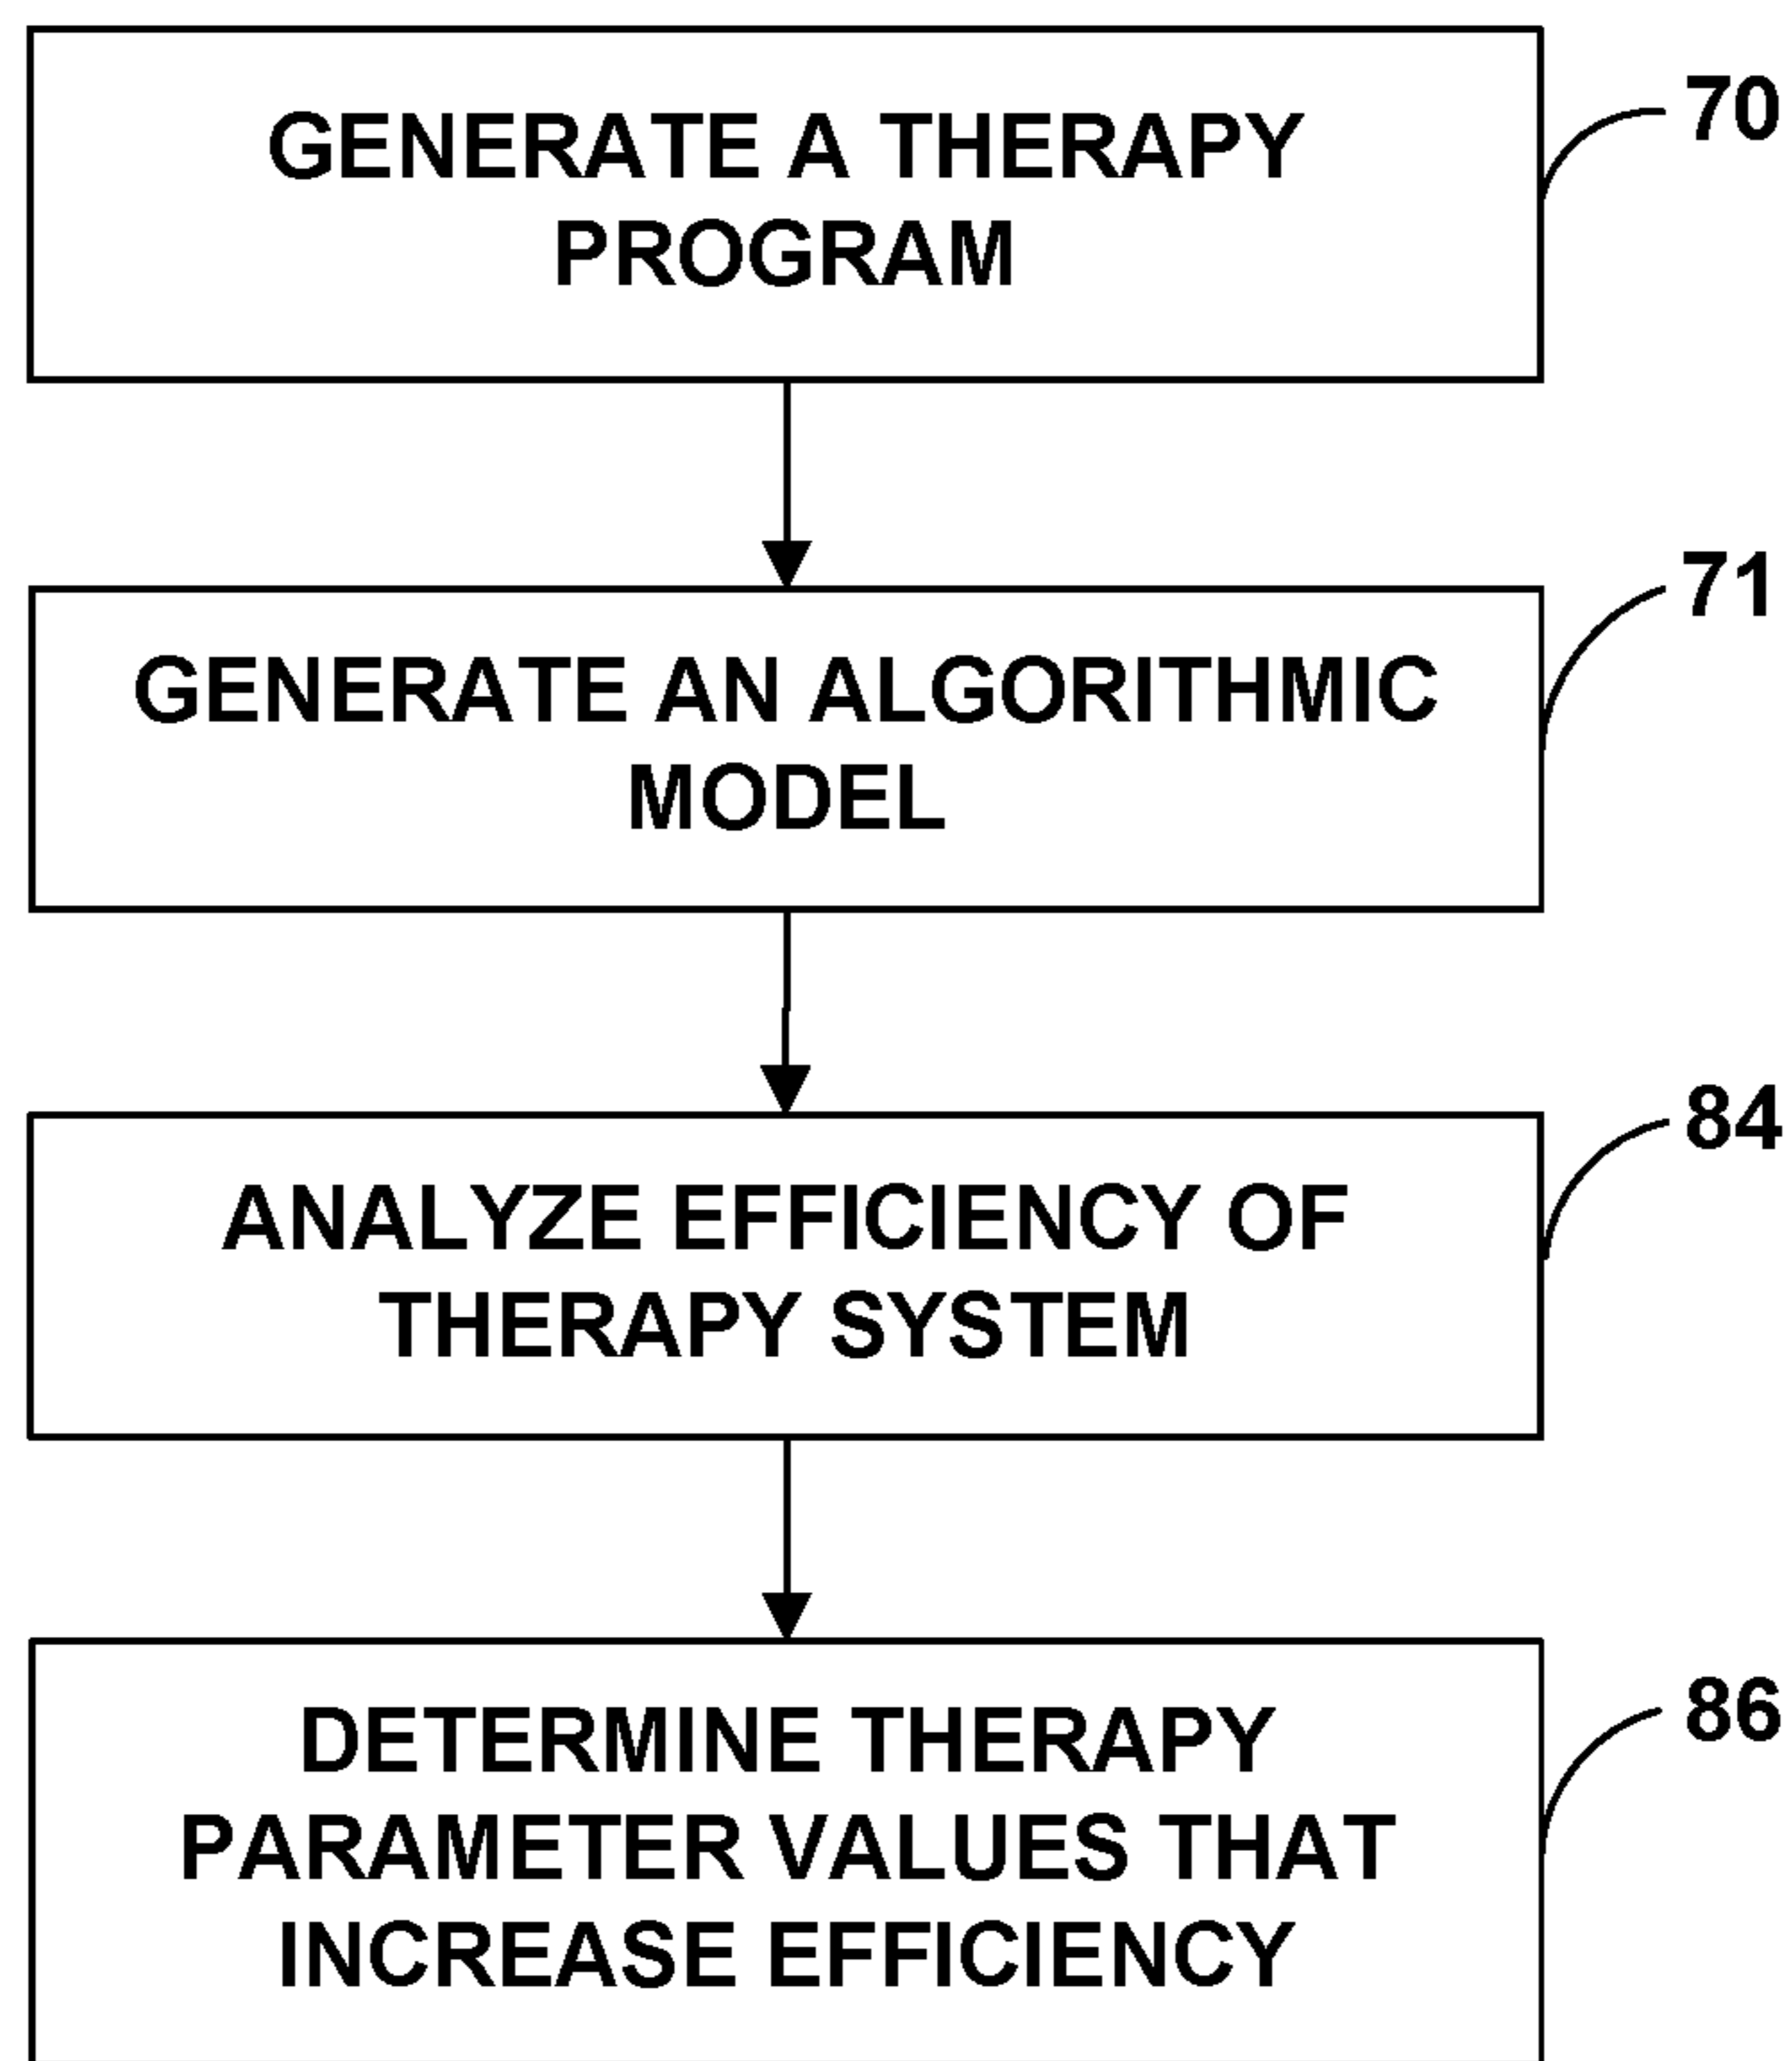 GENERATE A THERAPY
PROGRAM
70
GENERATE AN ALGORITHMIC
MODEL
71
ANALYZE EFFICIENCY OF
THERAPY SYSTEM
84
DETERMINE THERAPY
PARAMETER VALUES THAT
INCREASE EFFICIENCY
86